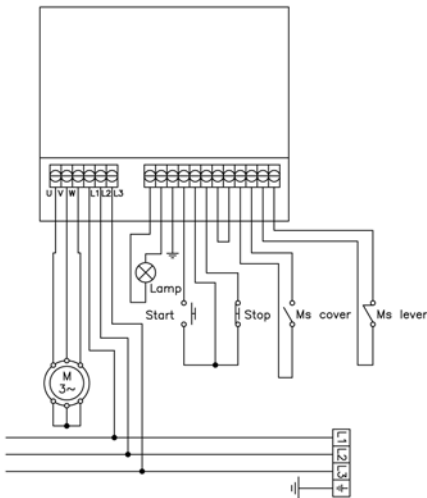 U V W L1 L2 L3
Lamp
Start
Stop
Ms cover
Ms lever
M
3~
L1
L2
L3